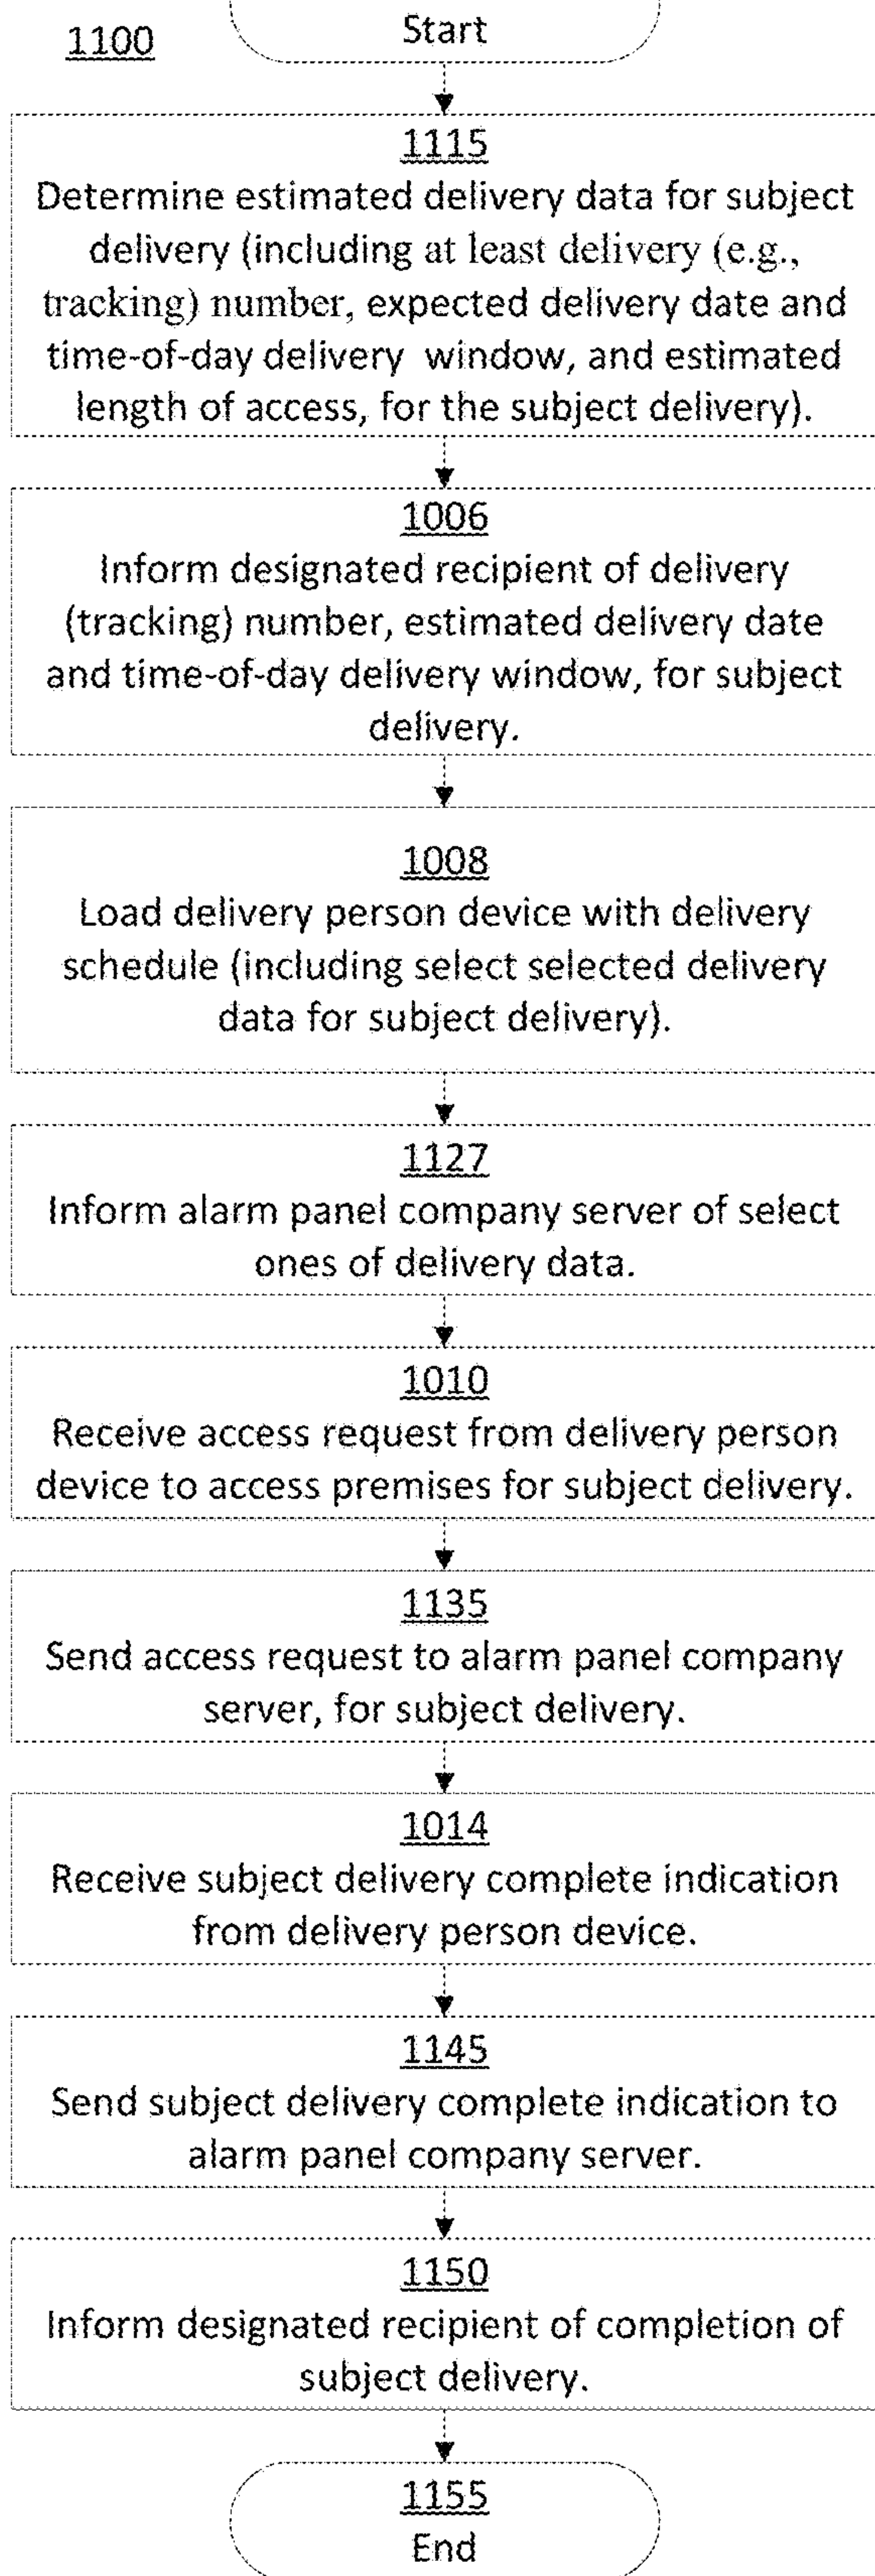 1100
Start
1115
Determine estimated delivery data for subject
delivery (including at least delivery (e.g.,
tracking) number, expected delivery date and
time-of-day delivery window, and estimated
length of access, for the subject delivery).
1006
Inform designated recipient of delivery
(tracking) number, estimated delivery date
and time-of-day delivery window, for subject
delivery.
1008
Load delivery person device with delivery
schedule (including select selected delivery
data for subject delivery).
1127
Inform alarm panel company server of select
ones of delivery data.
1010
Receive access request from delivery person
device to access premises for subject delivery.
1135
Send access request to alarm panel company
server, for subject delivery.
1014
Receive subject delivery complete indication
from delivery person device.
1145
Send subject delivery complete indication to
alarm panel company server.
1150
Inform designated recipient of completion of
subject delivery.
1155
End